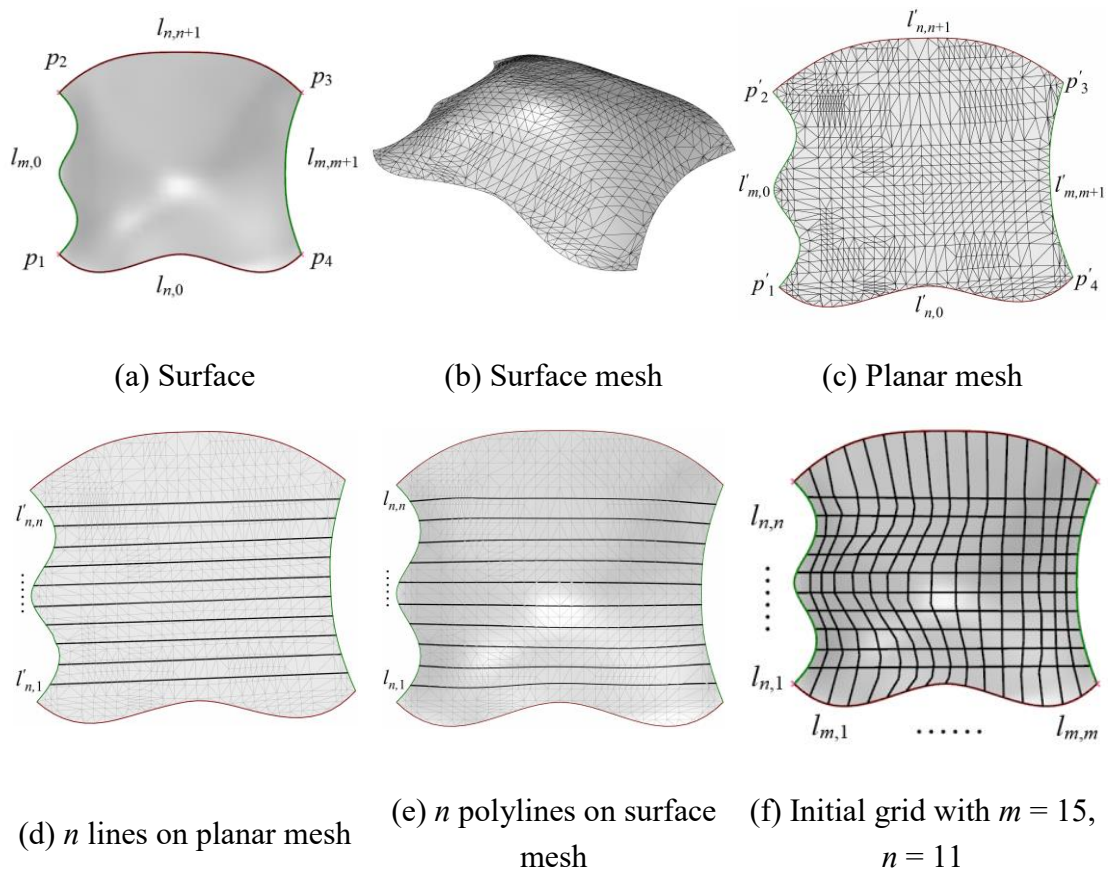 l_{n,n+1}
p_2
p_3
l_{m,0}
l_{m,m+1}
p_1
p_4
l_{n,0}
l'_{n,n+1}
p'_2
p'_3
l'_{m,0}
l'_{m,m+1}
p'_1
p'_4
l'_{n,0}
(a) Surface
(b) Surface mesh
(c) Planar mesh
l'_{n,n}
......
l'_{n,1}
l_{n,n}
......
l_{n,1}
l_{n,n}
......
l_{n,1}
l_{m,1} ...... l_{m,m}
(d) n lines on planar mesh
(e) n polylines on surface
mesh
(f) Initial grid with m = 15,
n = 11